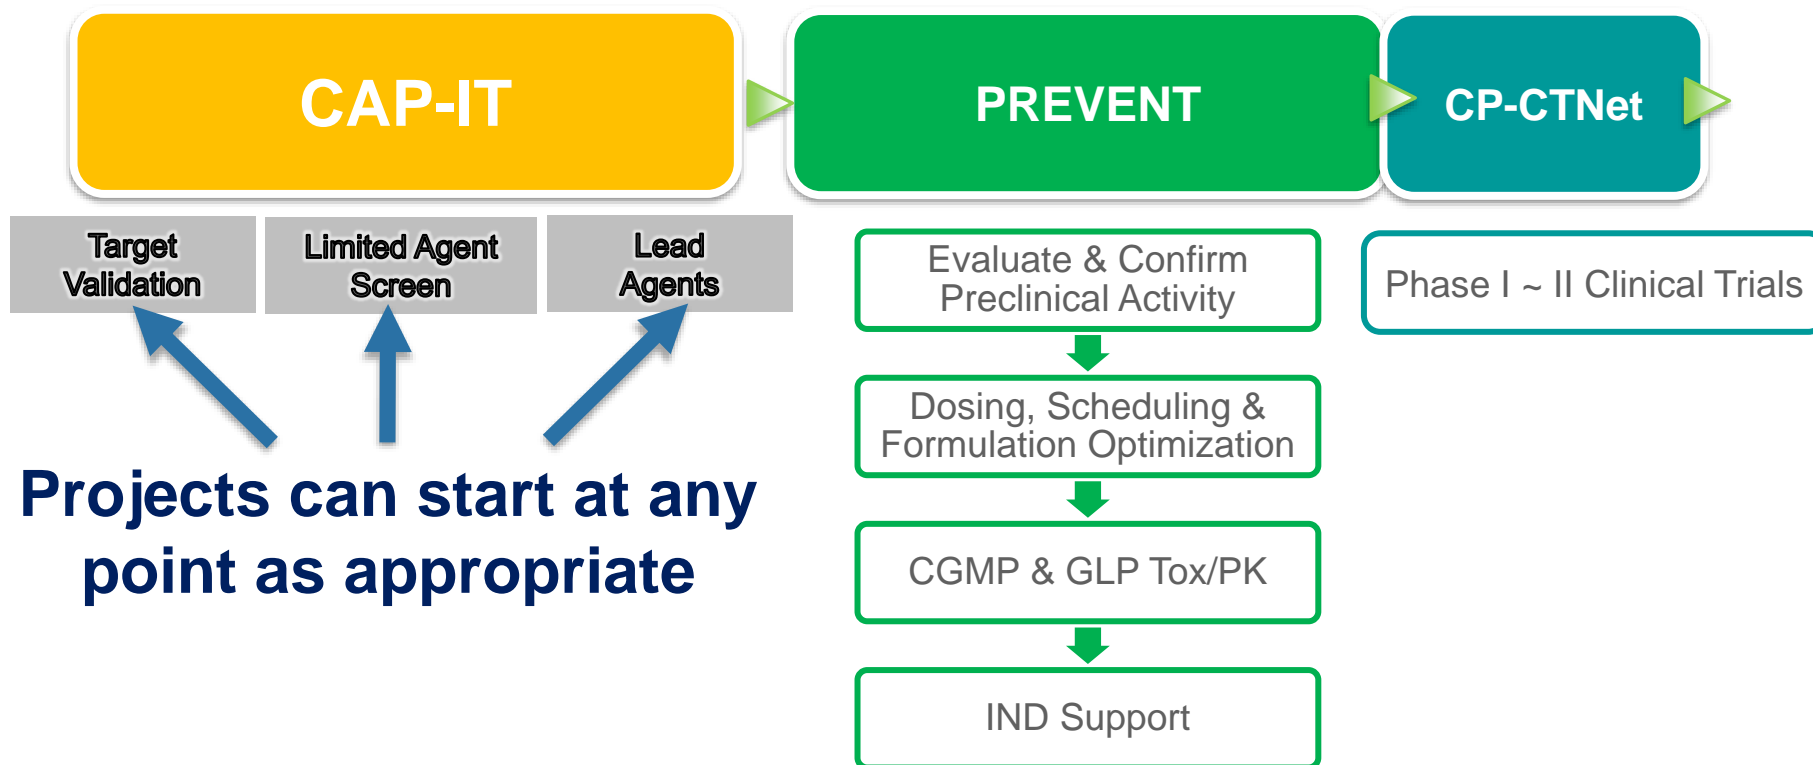 CAP-IT
PREVENT
CP-CTNet
Target
Validation
Limited Agent
Screen
Lead
Agents
Projects can start at any
point as appropriate
Evaluate & Confirm
Preclinical Activity
Dosing, Scheduling &
Formulation Optimization
CGMP & GLP Tox/PK
IND Support
Phase I ~ II Clinical Trials